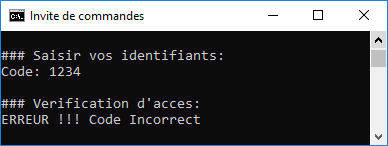 Invite de commandes
### Saisir vos identifiants:
Code: 1234
### Verification d'acces:
ERREUR !!! Code Incorrect